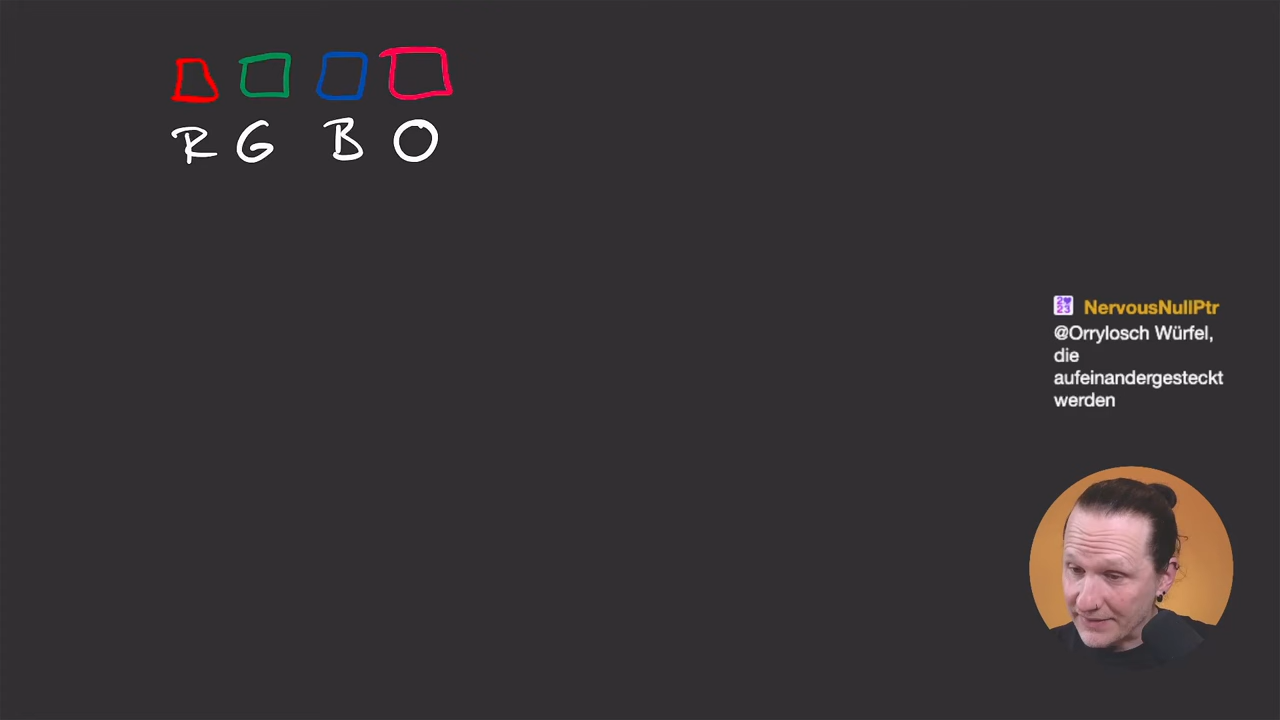 R G B O
NervousNullPtr
@Orrylosch Würfel,
die
aufeinandergesteckt
werden